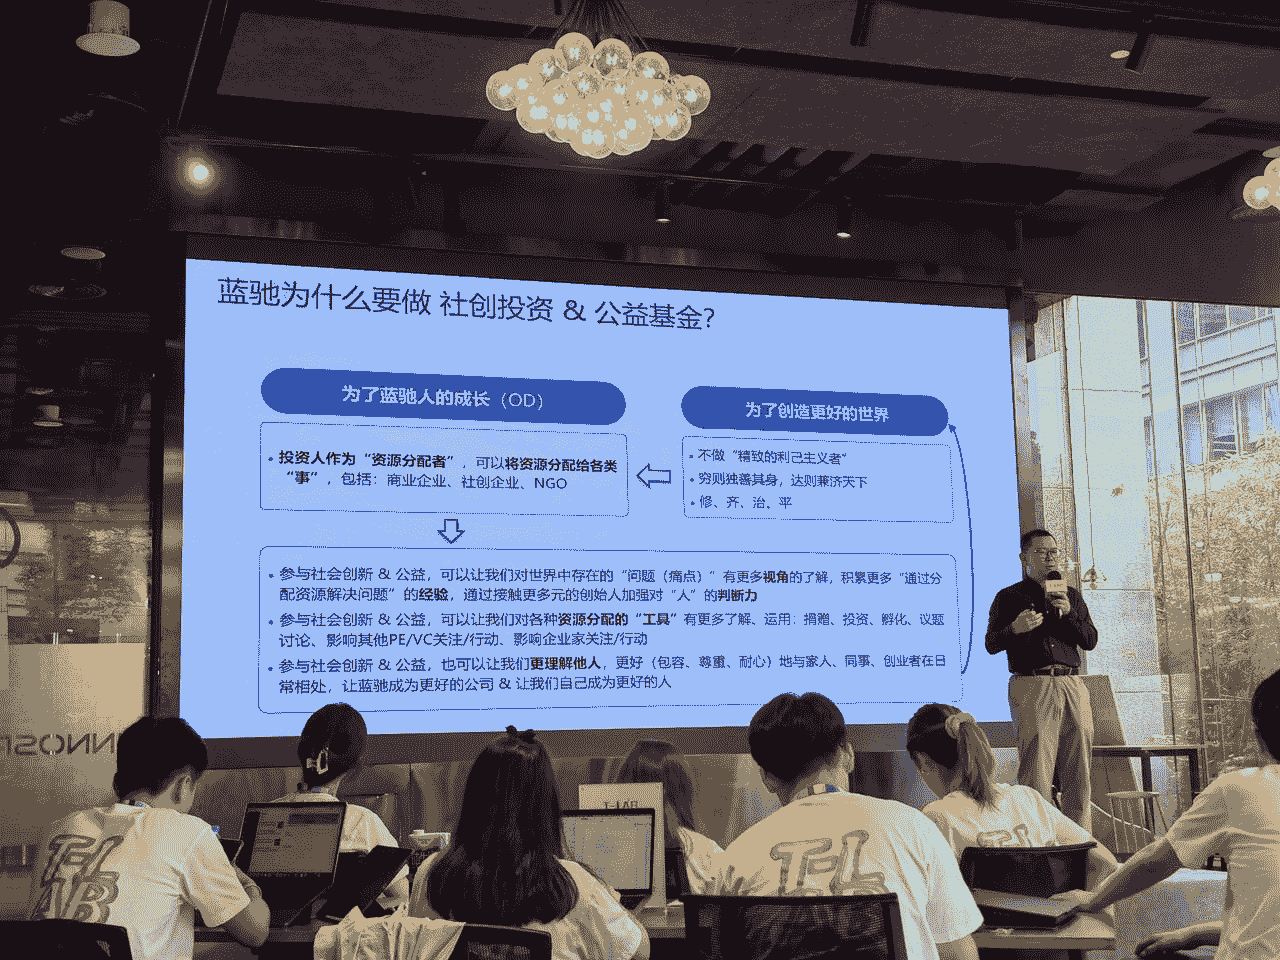 蓝驰为什么要做 社创投资 & 公益基金?
为了蓝驰人的成长（OD）
为了创造更好的世界
• 投资人作为“资源分配者”，可以将资源分配给各类
“事”，包括：商业企业、社创企业、NGO
• 不做“精致的利己主义者”
• 穷则独善其身，达则兼济天下
• 修、齐、治、平
• 参与社会创新 & 公益，可以让我们对世界中存在的“问题（痛点）”有更多视角的了解，积累更多“通过分
配资源解决问题”的经验，通过接触更多元的创始人加强对“人”的判断力
• 参与社会创新 & 公益，可以让我们对各种资源分配的“工具”有更多了解、运用：捐赠、投资、孵化、议题
讨论、影响其他PE/VC关注/行动、影响企业家关注/行动
• 参与社会创新 & 公益，也可以让我们更理解他人，更好（包容、尊重、耐心）地与家人、同事、创业者在日
常相处，让蓝驰成为更好的公司 & 让我们自己成为更好的人
T-LAB
T-L
AB
T-L
T-L